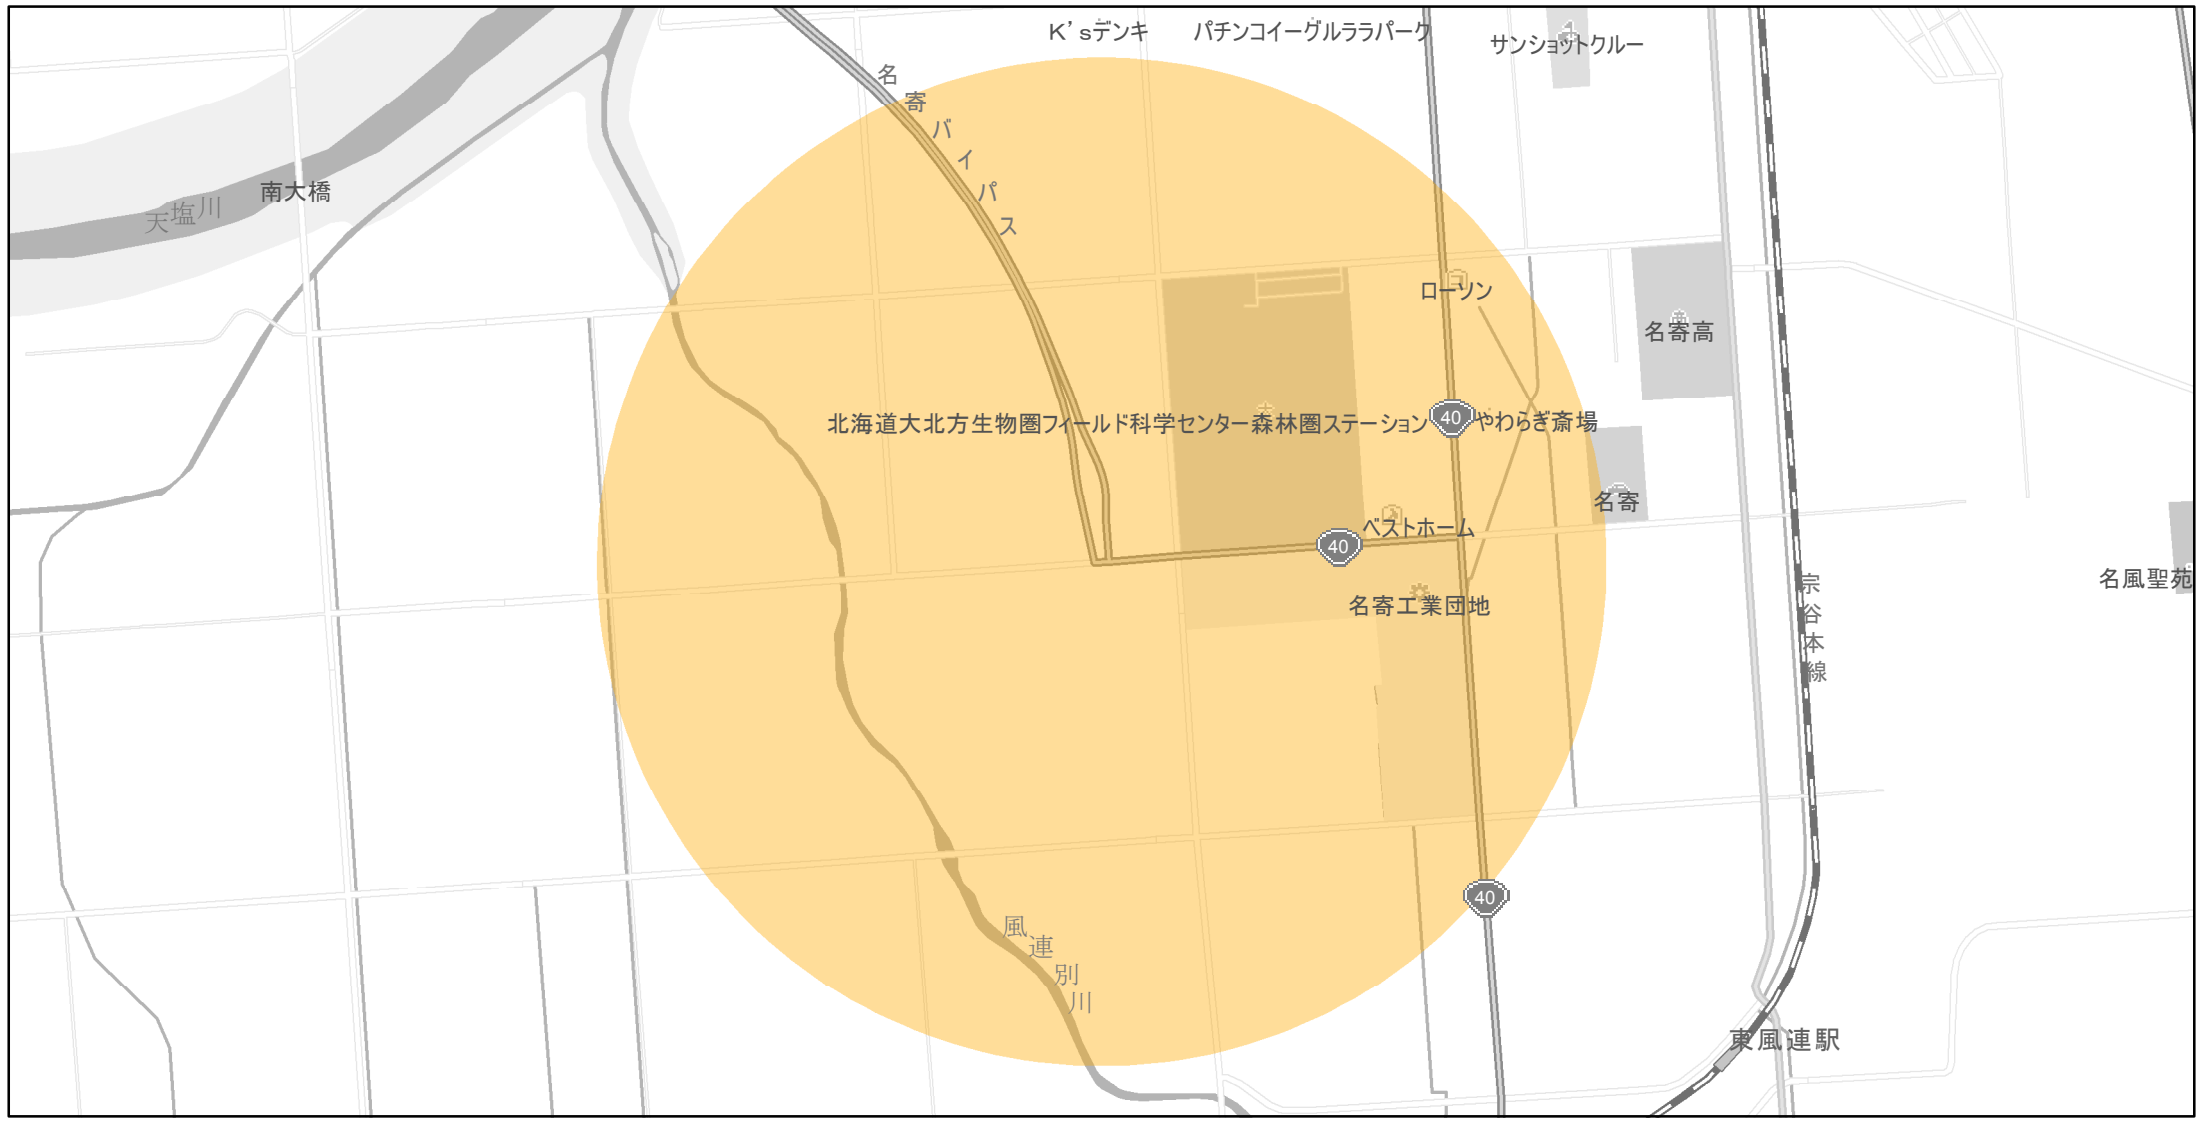 K’sデンキ
パチンコイーグルララパーク
サンショットクルー
名寄バイパス
南大橋
天塩川
ローソン
名寄高
北海道大北方生物圏フィールド科学センター森林圏ステーション
40
やわらぎ斎場
名寄
ベストホーム
40
名寄工業団地
名風聖苑
宗谷本線
40
風連別川
東風連駅